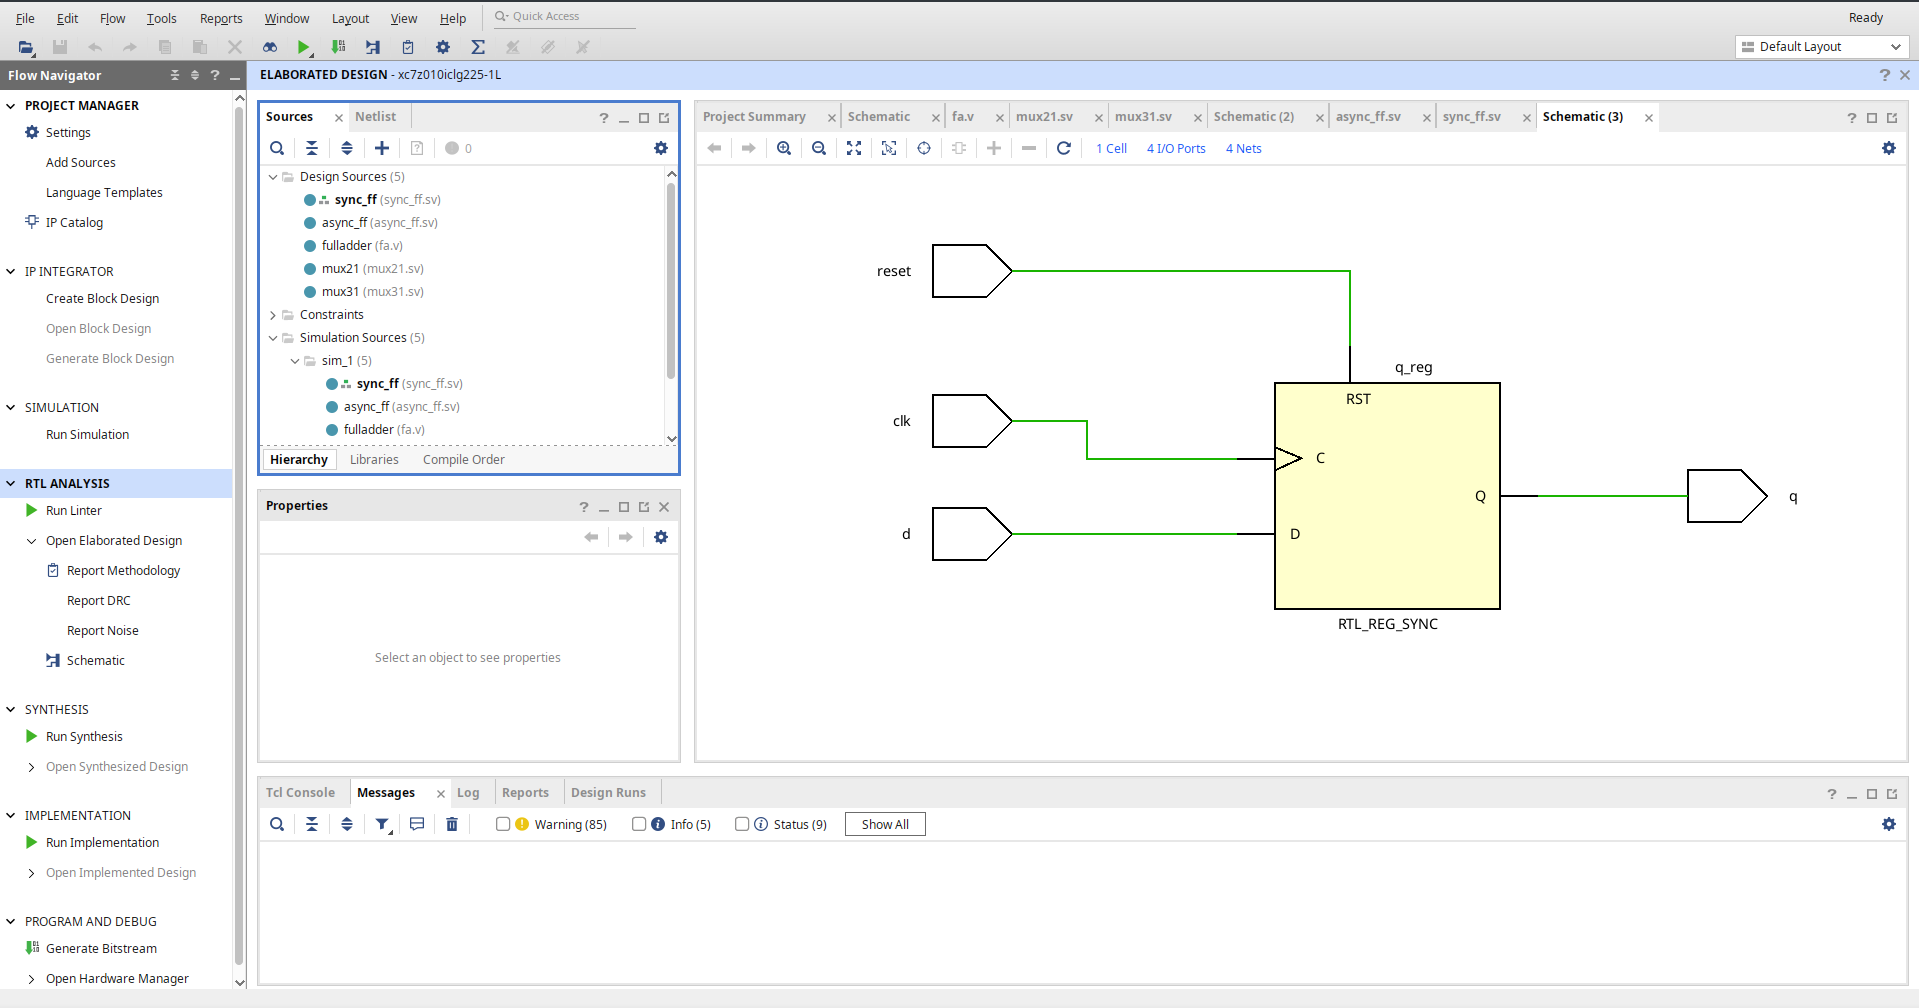 File Edit Flow Tools Reports Window Layout View Help Quick Access Ready
Default Layout
Flow Navigator
ELABORATED DESIGN - xc7z010iclg225-1L
PROJECT MANAGER
Settings
Add Sources
Language Templates
IP Catalog
IP INTEGRATOR
Create Block Design
Open Block Design
Generate Block Design
SIMULATION
Run Simulation
RTL ANALYSIS
Run Linter
Open Elaborated Design
Report Methodology
Report DRC
Report Noise
Schematic
SYNTHESIS
Run Synthesis
Open Synthesized Design
IMPLEMENTATION
Run Implementation
Open Implemented Design
PROGRAM AND DEBUG
Generate Bitstream
Open Hardware Manager
Sources Netlist
0
Design Sources (5)
sync_ff (sync_ff.sv)
async_ff (async_ff.sv)
fulladder (fa.v)
mux21 (mux21.sv)
mux31 (mux31.sv)
Constraints
Simulation Sources (5)
sim_1 (5)
sync_ff (sync_ff.sv)
async_ff (async_ff.sv)
fulladder (fa.v)
Hierarchy Libraries Compile Order
Properties
Select an object to see properties
Project Summary Schematic fa.v mux21.sv mux31.sv Schematic (2) async_ff.sv sync_ff.sv Schematic (3)
1 Cell 4 I/O Ports 4 Nets
reset
q_reg
RST
clk
C
Q
q
d
D
RTL_REG_SYNC
Tcl Console Messages Log Reports Design Runs
Warning (85) Info (5) Status (9) Show All